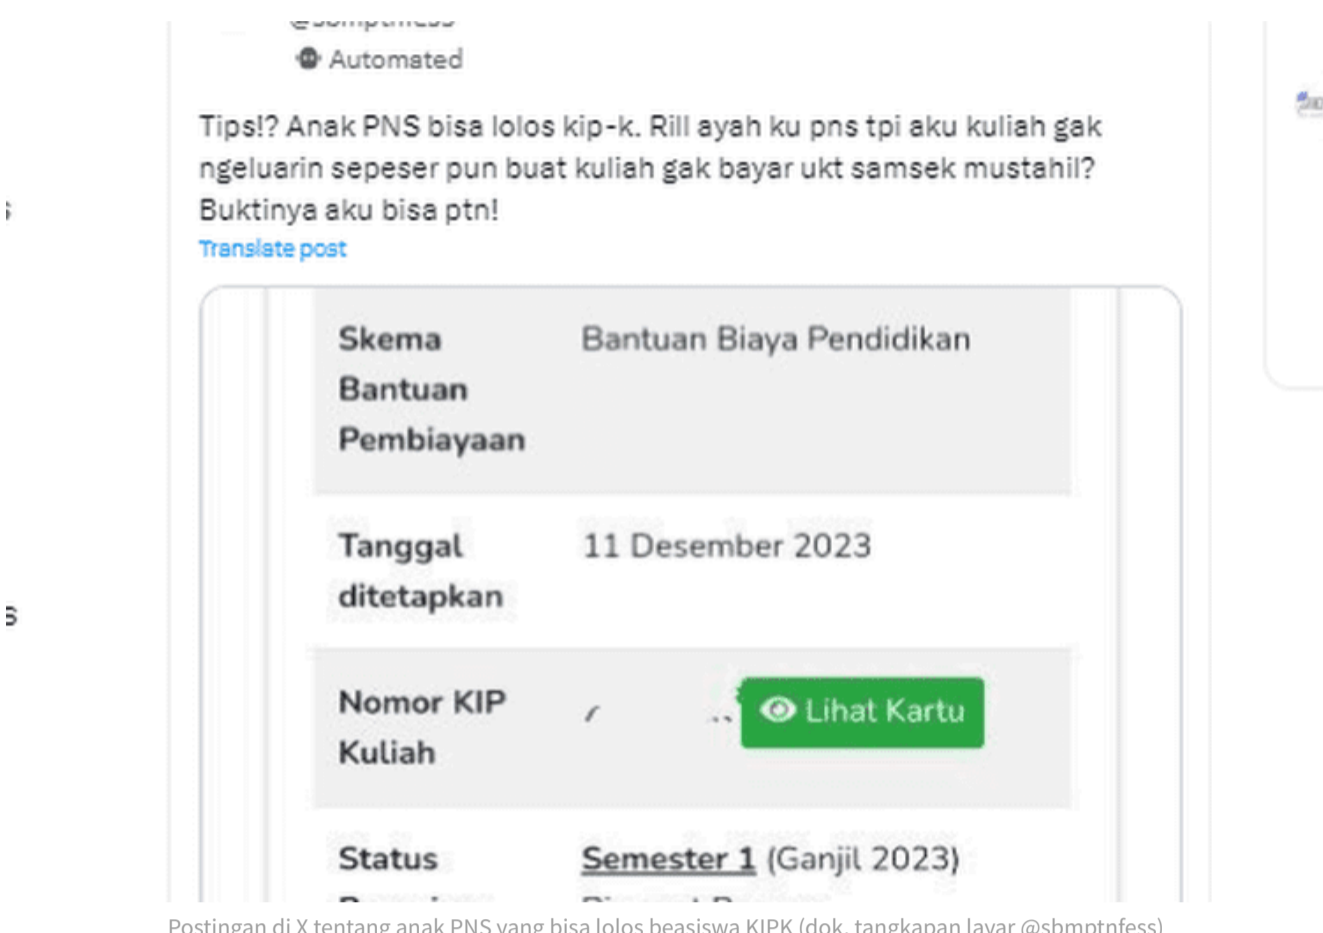 @sbmptnfess
Automated
Tips!? Anak PNS bisa lolos kip-k. Rill ayah ku pns tpi aku kuliah gak
ngeluarin sepeser pun buat kuliah gak bayar ukt samsek mustahil?
Buktinya aku bisa ptn!
Translate post
Skema
Bantuan
Pembiayaan
Bantuan Biaya Pendidikan
Tanggal
ditetapkan
11 Desember 2023
Nomor KIP
Kuliah
Lihat Kartu
Status
Semester 1 (Ganjil 2023)
Postingan di X tentang anak PNS yang bisa lolos beasiswa KIPK (dok. tangkapan layar @sbmptnfess)